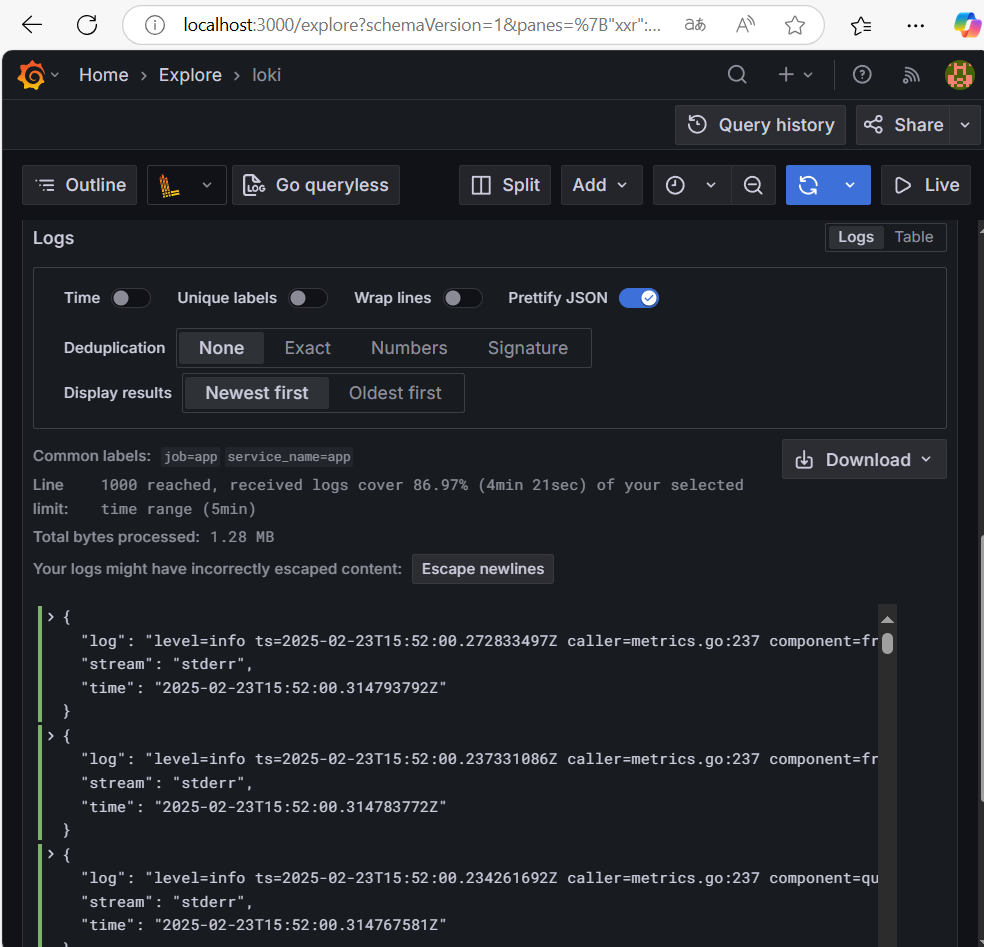 localhost:3000/explore?schemaVersion=1&panes=%7B"xxr":...
Home › Explore › loki
Query history
Share
Outline
LOG Go queryless
Split
Add
Live
Logs
Logs Table
Time Unique labels Wrap lines Prettify JSON
Deduplication None Exact Numbers Signature
Display results Newest first Oldest first
Common labels: job=app service_name=app
Download
Line limit: 1000 reached, received logs cover 86.97% (4min 21sec) of your selected
time range (5min)
Total bytes processed: 1.28 MB
Your logs might have incorrectly escaped content: Escape newlines
{
"log": "level=info ts=2025-02-23T15:52:00.272833497Z caller=metrics.go:237 component=fr
"stream": "stderr",
"time": "2025-02-23T15:52:00.314793792Z"
}
{
"log": "level=info ts=2025-02-23T15:52:00.237331086Z caller=metrics.go:237 component=fr
"stream": "stderr",
"time": "2025-02-23T15:52:00.314783772Z"
}
{
"log": "level=info ts=2025-02-23T15:52:00.234261692Z caller=metrics.go:237 component=qu
"stream": "stderr",
"time": "2025-02-23T15:52:00.314767581Z"
}